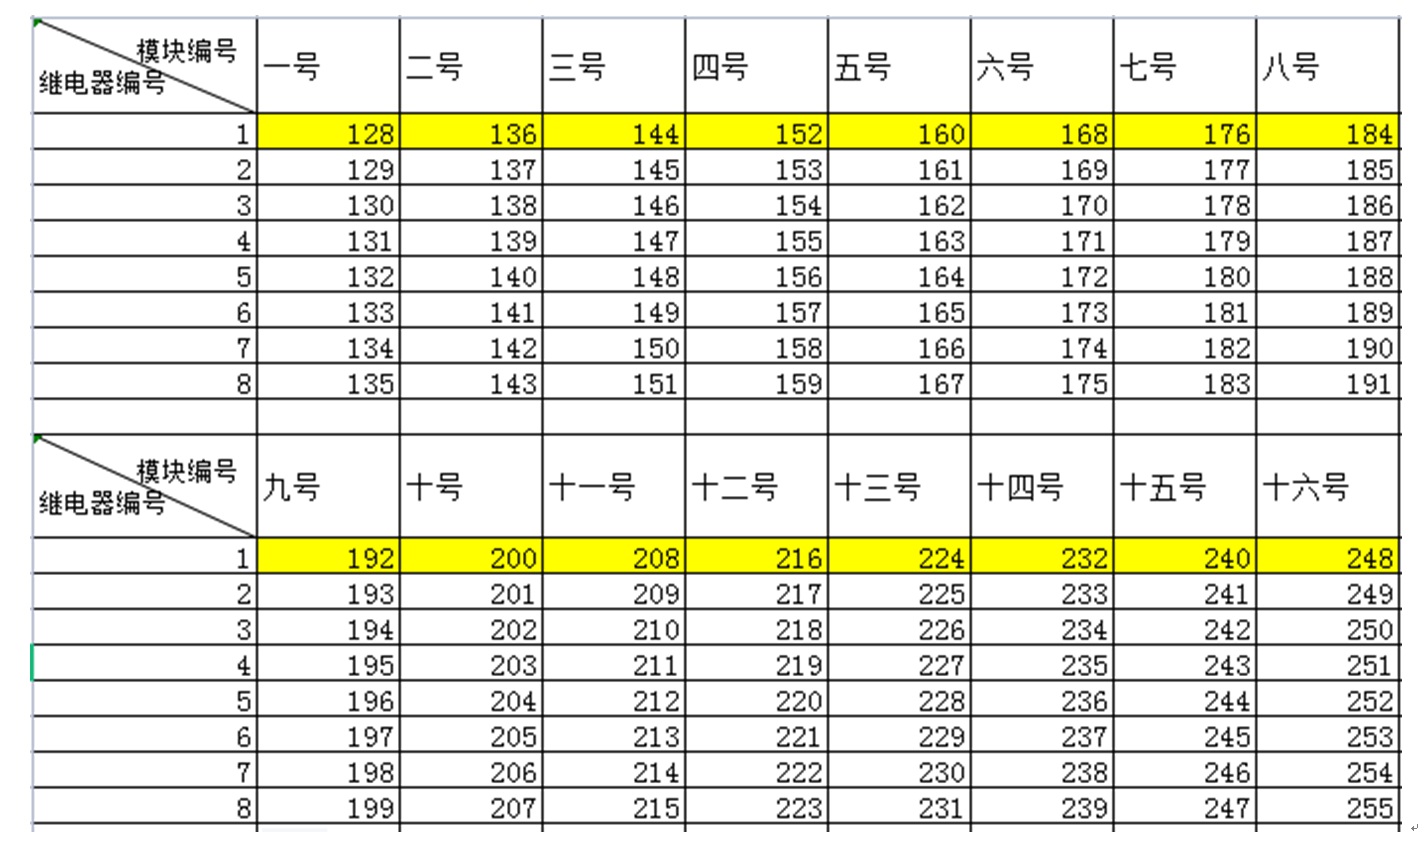 模块编号 一号 二号 三号 四号 五号 六号 七号 八号
继电器编号
1 128 136 144 152 160 168 176 184
2 129 137 145 153 161 169 177 185
3 130 138 146 154 162 170 178 186
4 131 139 147 155 163 171 179 187
5 132 140 148 156 164 172 180 188
6 133 141 149 157 165 173 181 189
7 134 142 150 158 166 174 182 190
8 135 143 151 159 167 175 183 191
模块编号 九号 十号 十一号 十二号 十三号 十四号 十五号 十六号
继电器编号
1 192 200 208 216 224 232 240 248
2 193 201 209 217 225 233 241 249
3 194 202 210 218 226 234 242 250
4 195 203 211 219 227 235 243 251
5 196 204 212 220 228 236 244 252
6 197 205 213 221 229 237 245 253
7 198 206 214 222 230 238 246 254
8 199 207 215 223 231 239 247 255